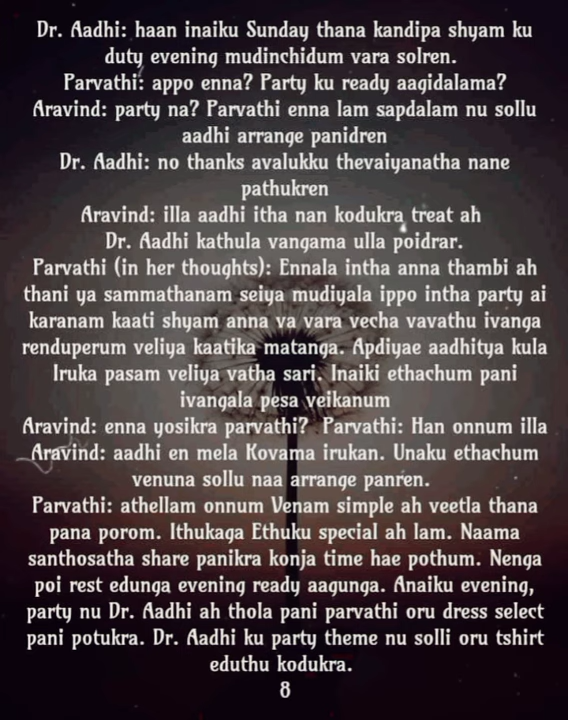 Dr. Aadhi: haan inaiku Sunday thana kandipa shyam ku
duty evening mudinchidum vara solren.
Parvathi: appo enna? Party ku ready aagidalama?
Aravind: party na? Parvathi enna lam sapdalam nu sollu
aadhi arrange panidren
Dr. Aadhi: no thanks avalukku thevaiyanatha nane
pathukren
Aravind: illa aadhi itha nan kodukra treat ah
Dr. Aadhi kathula vangama ulla poidrar.
Parvathi (in her thoughts): Ennala intha anna thambi ah
thani ya sammathanam seiya mudiyala ippo intha party ai
karanam kaati shyam anna va vara vecha vavathu ivanga
renduperum veliya kaatika matanga. Apdiyae aadhitya kula
Iruka pasam veliya vatha sari. Inaiki ethachum pani
ivangala pesa veikanum
Aravind: enna yosikra parvathi? Parvathi: Han onnum illa
Aravind: aadhi en mela Kovama irukan. Unaku ethachum
venuna sollu naa arrange panren.
Parvathi: athellam onnum Venam simple ah veetla thana
pana porom. Ithukaga Ethuku special ah lam. Naama
santhosatha share panikra konja time hae pothum. Nenga
poi rest edunga evening ready aagunga. Anaiku evening,
party nu Dr. Aadhi ah thola pani parvathi oru dress select
pani potukra. Dr. Aadhi ku party theme nu solli oru tshirt
eduthu kodukra.
8